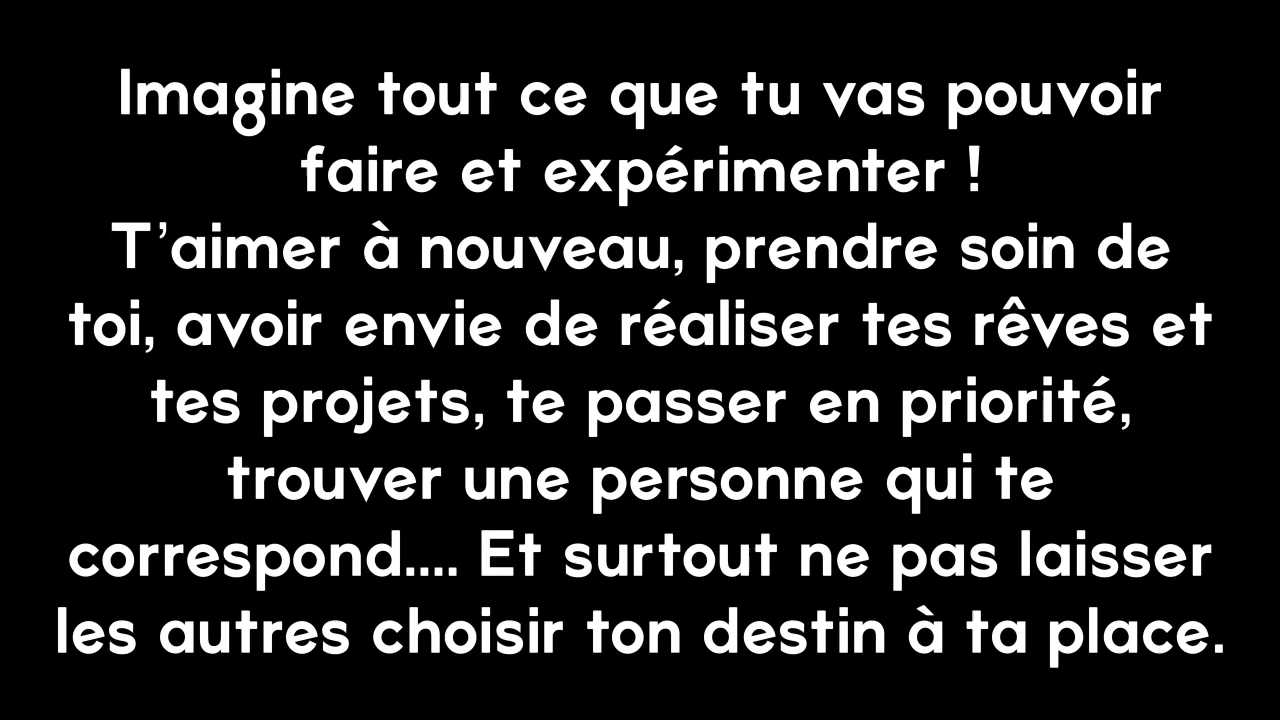 Imagine tout ce que tu vas pouvoir
faire et expérimenter !
T’aimer à nouveau, prendre soin de
toi, avoir envie de réaliser tes rêves et
tes projets, te passer en priorité,
trouver une personne qui te
correspond.... Et surtout ne pas laisser
les autres choisir ton destin à ta place.